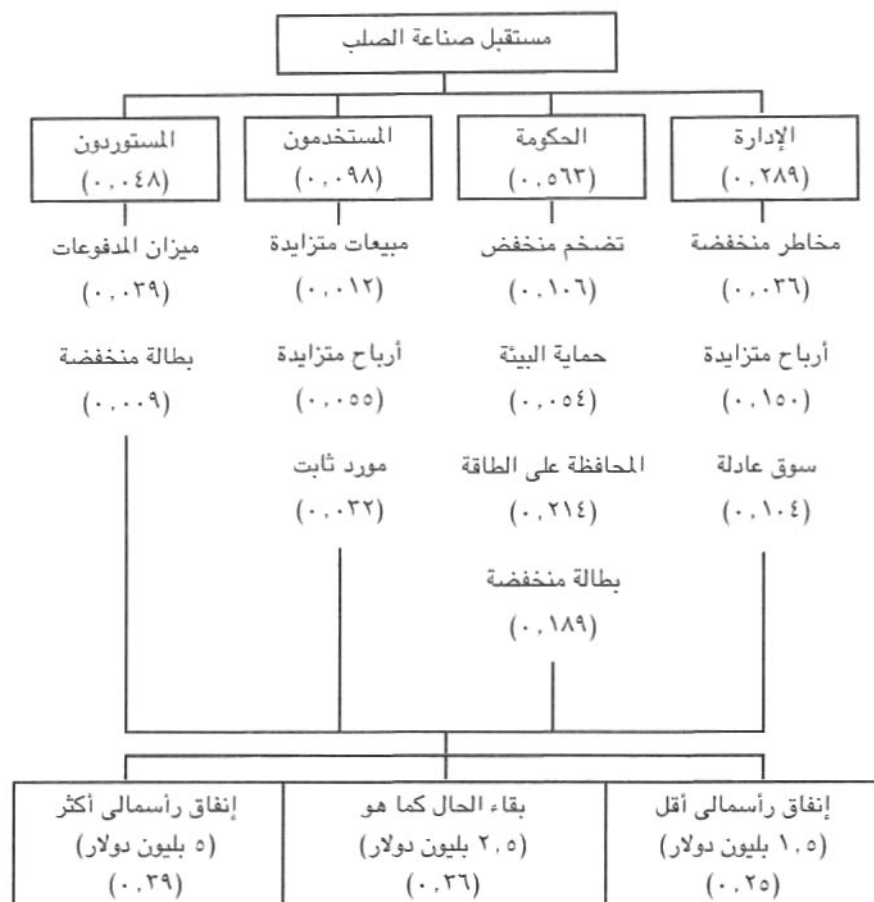 مستقبل صناعة الصلب
الإدارة
(٠,٢٨٩)
الحكومة
(٠,٥٦٣)
المستخدمون
(٠,٠٩٨)
المستوردون
(٠,٠٤٨)
مخاطر منخفضة
(٠,٠٣٦)
أرباح متزايدة
(٠,١٥٠)
سوق عادلة
(٠,١٠٤)
تضخم منخفض
(٠,١٠٦)
حماية البيئة
(٠,٠٥٤)
المحافظة على الطاقة
(٠,٢١٤)
بطالة منخفضة
(٠,١٨٩)
مبيعات متزايدة
(٠,٠١٢)
أرباح متزايدة
(٠,٠٥٥)
مورد ثابت
(٠,٠٣٢)
ميزان المدفوعات
(٠,٠٣٩)
بطالة منخفضة
(٠,٠٠٩)
إنفاق رأسمالى أقل
(١,٥ بليون دولار)
(٠,٢٥)
بقاء الحال كما هو
(٢,٥ بليون دولار)
(٠,٣٦)
إنفاق رأسمالى أكثر
(٥ بليون دولار)
(٠,٣٩)